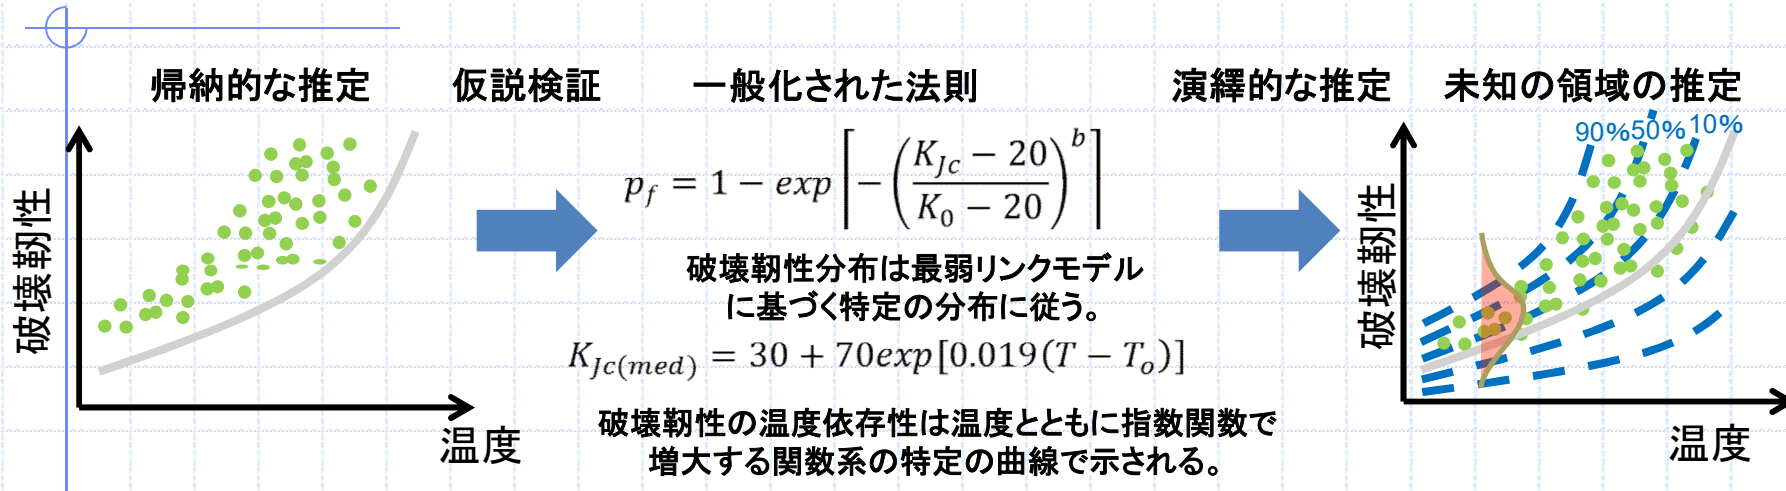 帰納的な推定
仮説検証
一般化された法則
演繹的な推定
未知の領域の推定
破壊靭性
温度
p_f = 1 − exp[−((K_{Jc} − 20)/(K_0 − 20))^b]
破壊靭性分布は最弱リンクモデル
に基づく特定の分布に従う。
K_{Jc(med)} = 30 + 70exp[0.019(T − T_o)]
破壊靭性の温度依存性は温度とともに指数関数で
増大する関数系の特定の曲線で示される。
90%50%10%
破壊靭性
温度